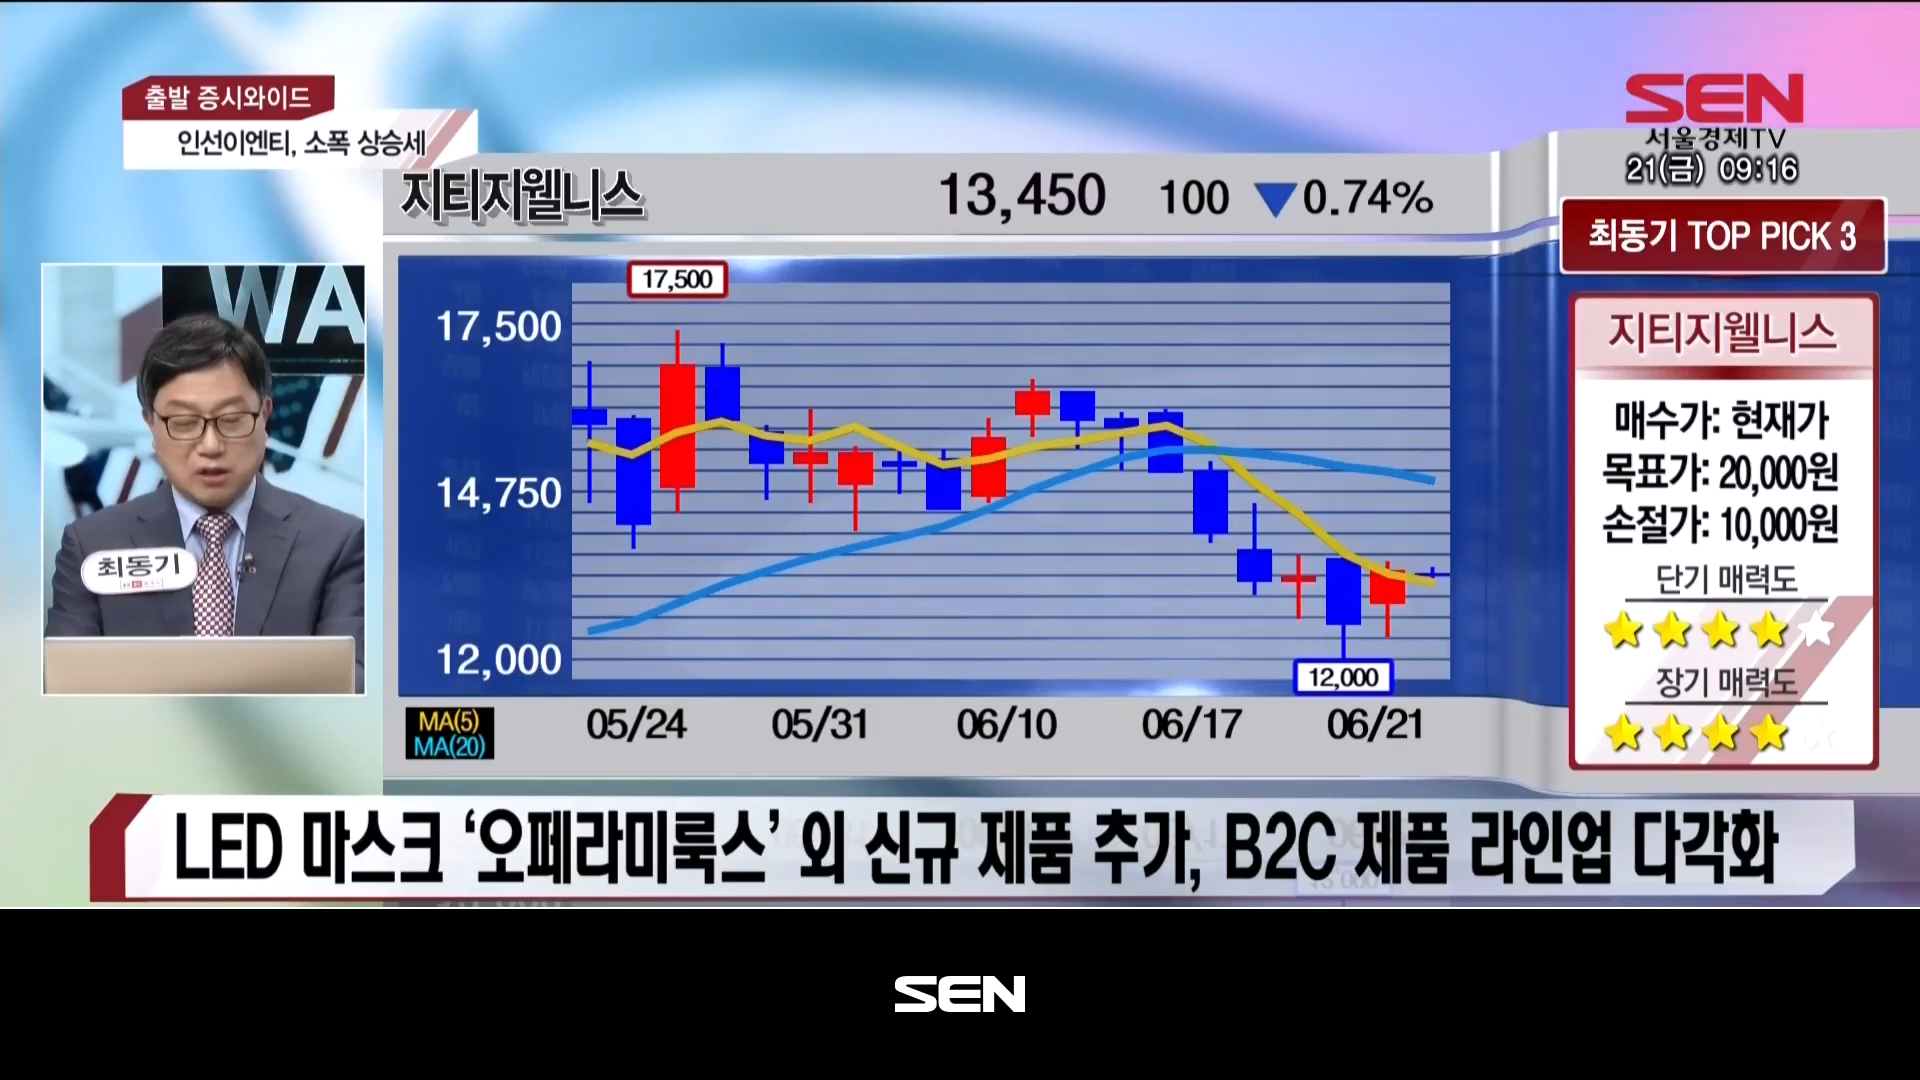 출발 증시와이드
인선이엔티, 소폭 상승세
SEN
서울경제TV
21(금) 09:16
지티지웰니스 13,450 100 ▼0.74%
최동기 TOP PICK 3
WA
17,500
17,500
14,750
12,000
12,000
MA(5)
MA(20)
05/24 05/31 06/10 06/17 06/21
지티지웰니스
매수가: 현재가
목표가: 20,000원
손절가: 10,000원
단기 매력도
장기 매력도
최동기
LED 마스크 ‘오페라미룩스’ 외 신규 제품 추가, B2C 제품 라인업 다각화
SEN